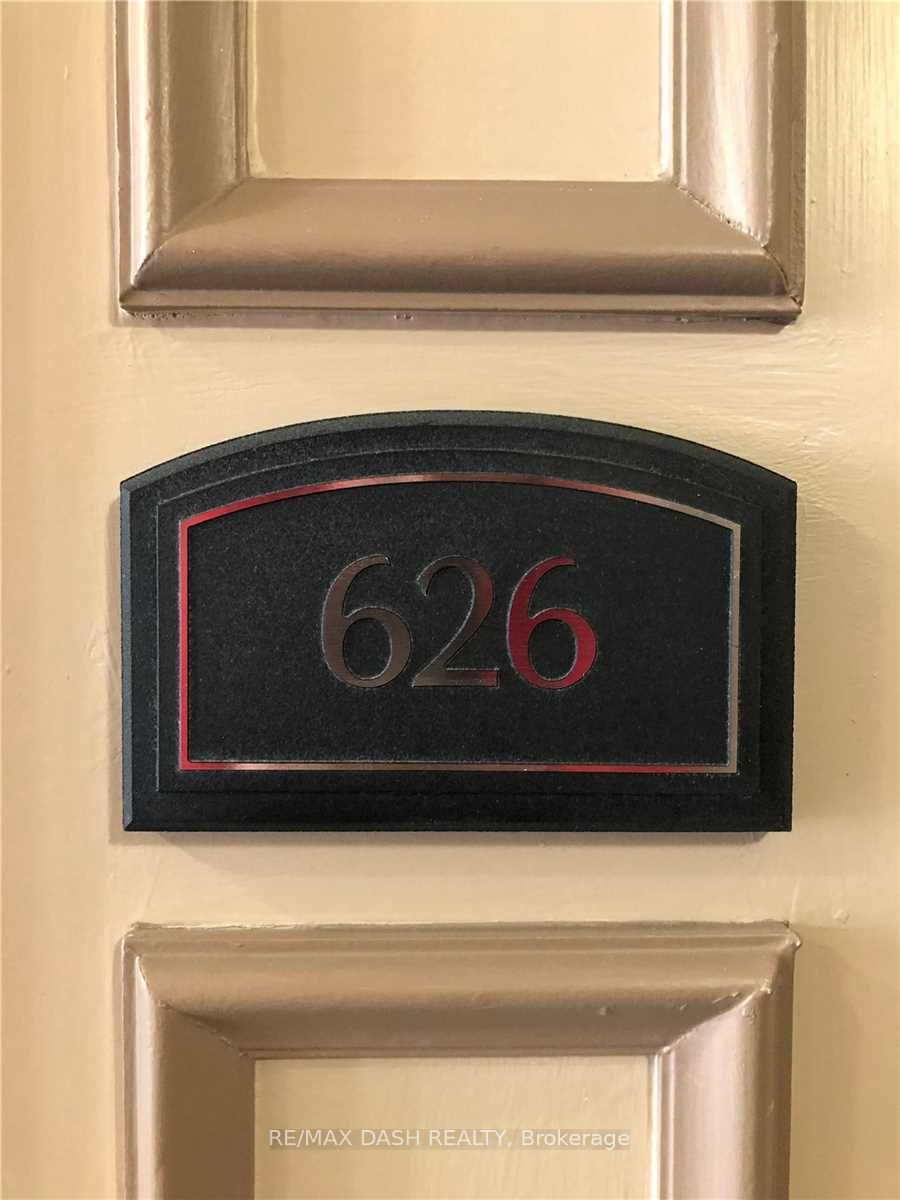 626
RE/MAX DASH REALTY, Brokerage